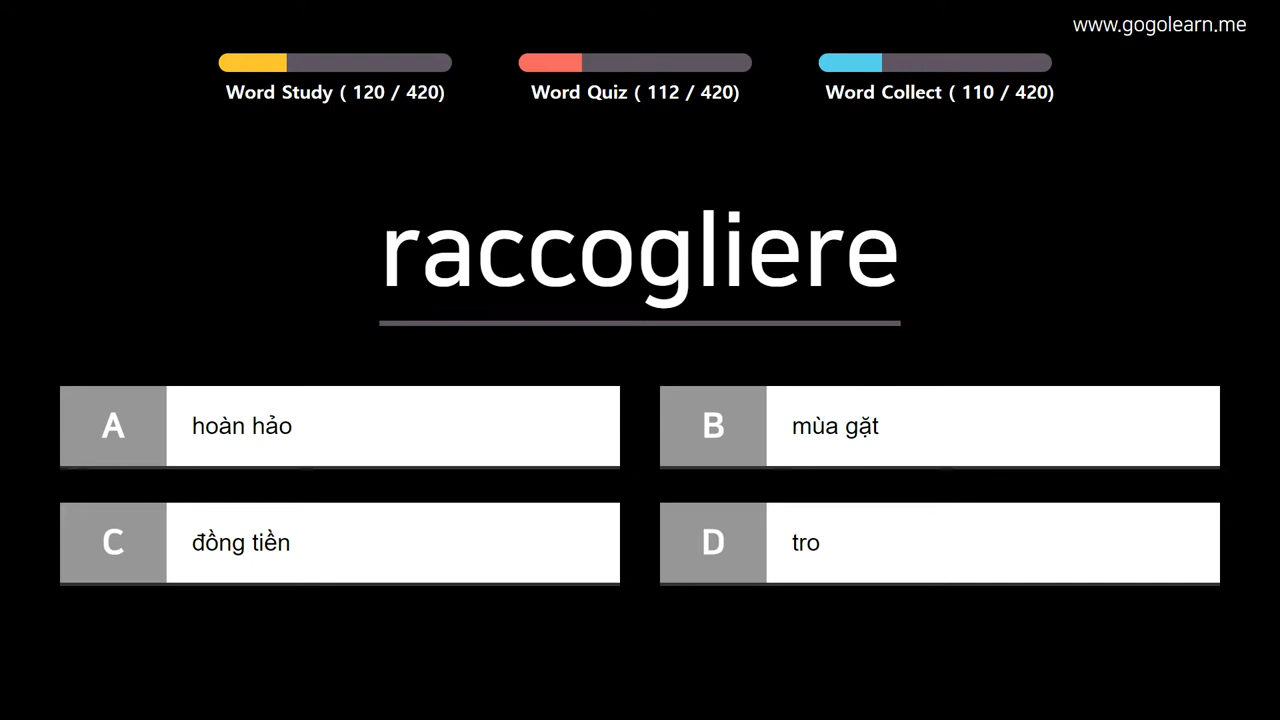 www.gogolearn.me
Word Study ( 120 / 420)
Word Quiz ( 112 / 420)
Word Collect ( 110 / 420)
raccogliere
A hoàn hảo
B mùa gặt
C đồng tiền
D tro